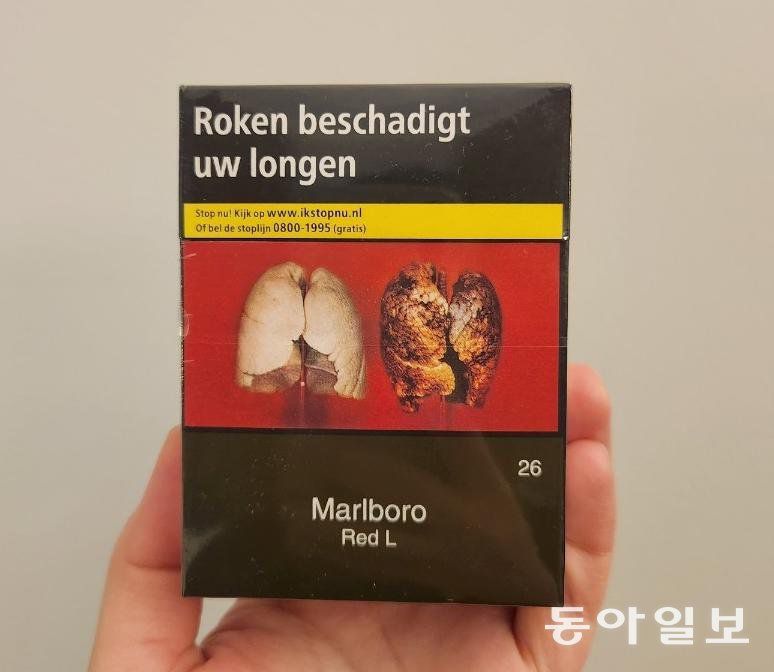 Roken beschadigt
uw longen
Stop nu! Kijk op www.ikstopnu.nl
Of bel de stoplijn 0800-1995 (gratis)
26
Marlboro
Red L
동아일보